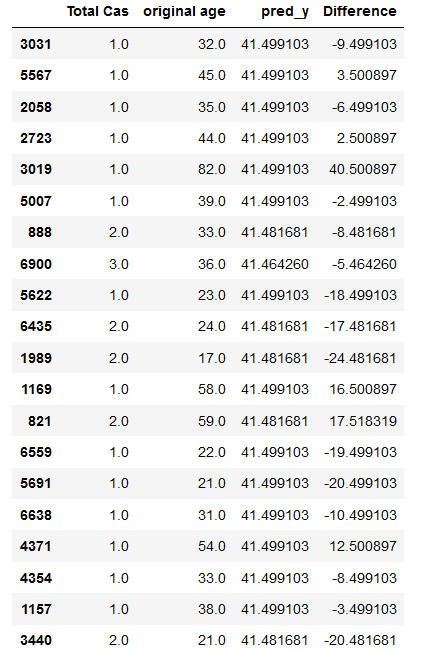 Total Cas original age pred_y Difference
3031 1.0 32.0 41.499103 -9.499103
5567 1.0 45.0 41.499103 3.500897
2058 1.0 35.0 41.499103 -6.499103
2723 1.0 44.0 41.499103 2.500897
3019 1.0 82.0 41.499103 40.500897
5007 1.0 39.0 41.499103 -2.499103
888 2.0 33.0 41.481681 -8.481681
6900 3.0 36.0 41.464260 -5.464260
5622 1.0 23.0 41.499103 -18.499103
6435 2.0 24.0 41.481681 -17.481681
1989 2.0 17.0 41.481681 -24.481681
1169 1.0 58.0 41.499103 16.500897
821 2.0 59.0 41.481681 17.518319
6559 1.0 22.0 41.499103 -19.499103
5691 1.0 21.0 41.499103 -20.499103
6638 1.0 31.0 41.499103 -10.499103
4371 1.0 54.0 41.499103 12.500897
4354 1.0 33.0 41.499103 -8.499103
1157 1.0 38.0 41.499103 -3.499103
3440 2.0 21.0 41.481681 -20.481681